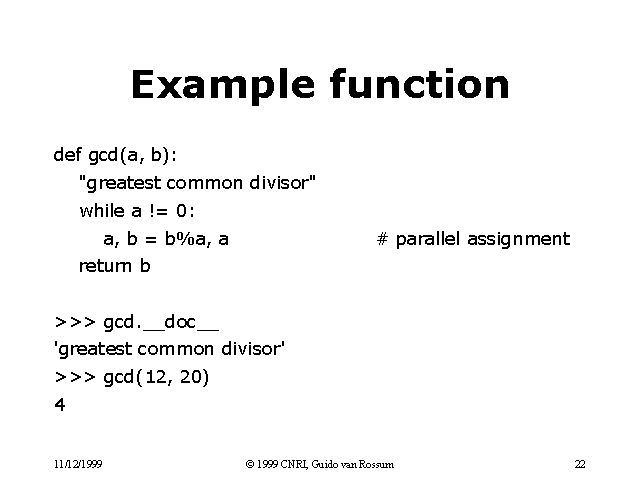 Example function
def gcd(a, b):
"greatest common divisor"
while a != 0:
a, b = b%a, a # parallel assignment
return b
>>> gcd.__doc__
'greatest common divisor'
>>> gcd(12, 20)
4
11/12/1999 © 1999 CNRI, Guido van Rossum 22